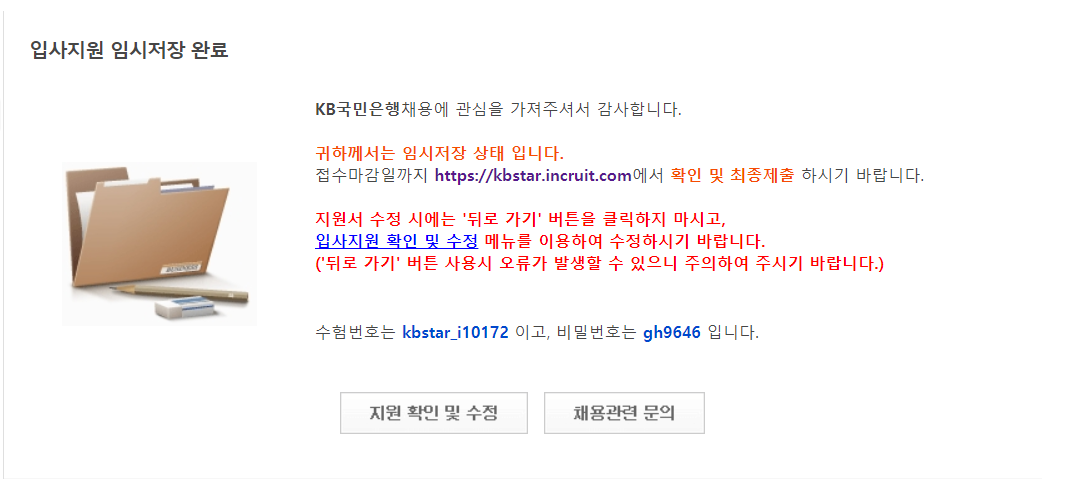 입사지원 임시저장 완료
KB국민은행채용에 관심을 가져주셔서 감사합니다.
귀하께서는 임시저장 상태 입니다.
접수마감일까지 https://kbstar.incruit.com에서 확인 및 최종제출 하시기 바랍니다.
지원서 수정 시에는 '뒤로 가기' 버튼을 클릭하지 마시고,
입사지원 확인 및 수정 메뉴를 이용하여 수정하시기 바랍니다.
('뒤로 가기' 버튼 사용시 오류가 발생할 수 있으니 주의하여 주시기 바랍니다.)
BUSINESS
수험번호는 kbstar_i10172 이고, 비밀번호는 gh9646 입니다.
지원 확인 및 수정 채용관련 문의